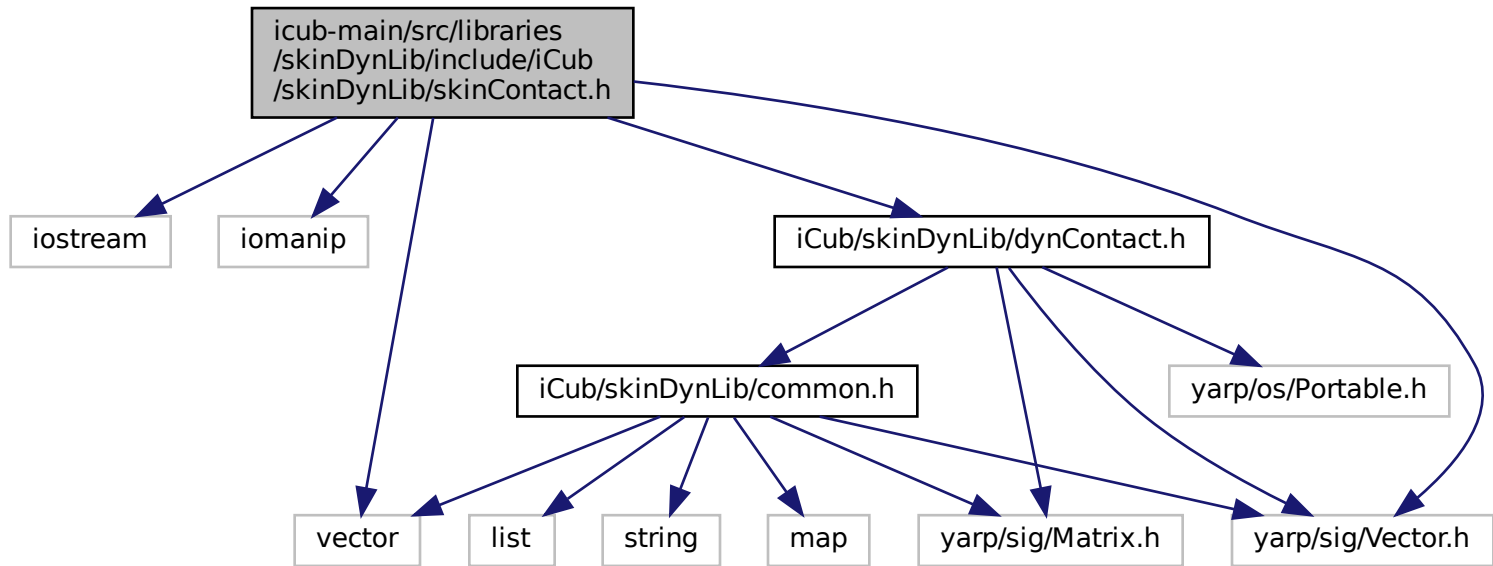 icub-main/src/libraries
/skinDynLib/include/iCub
/skinDynLib/skinContact.h
iostream
iomanip
iCub/skinDynLib/dynContact.h
iCub/skinDynLib/common.h
yarp/os/Portable.h
vector
list
string
map
yarp/sig/Matrix.h
yarp/sig/Vector.h